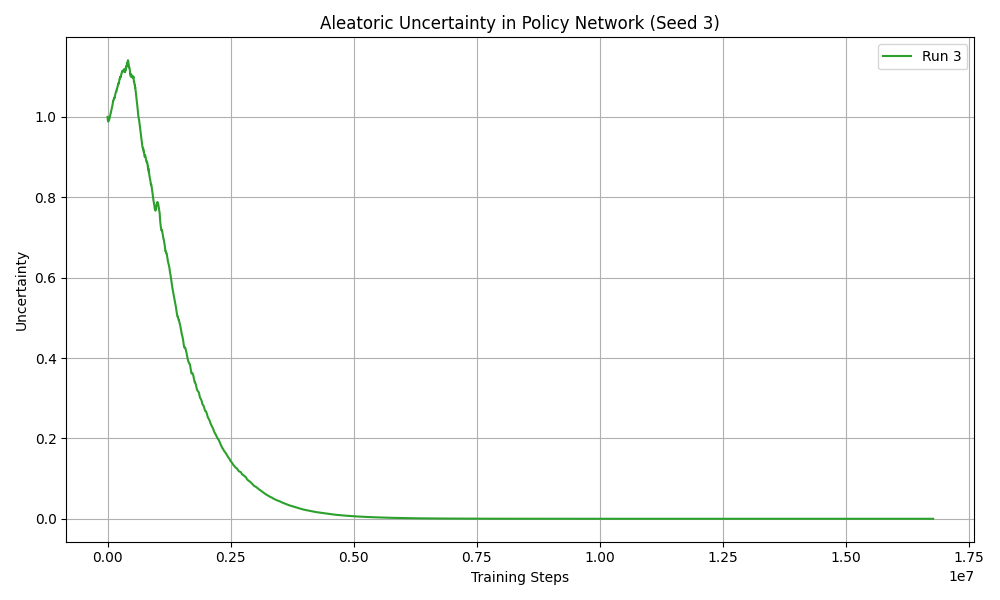 Aleatoric Uncertainty in Policy Network (Seed 3)
Run 3
Uncertainty
1.0
0.8
0.6
0.4
0.2
0.0
0.00 0.25 0.50 0.75 1.00 1.25 1.50 1.75
1e7
Training Steps